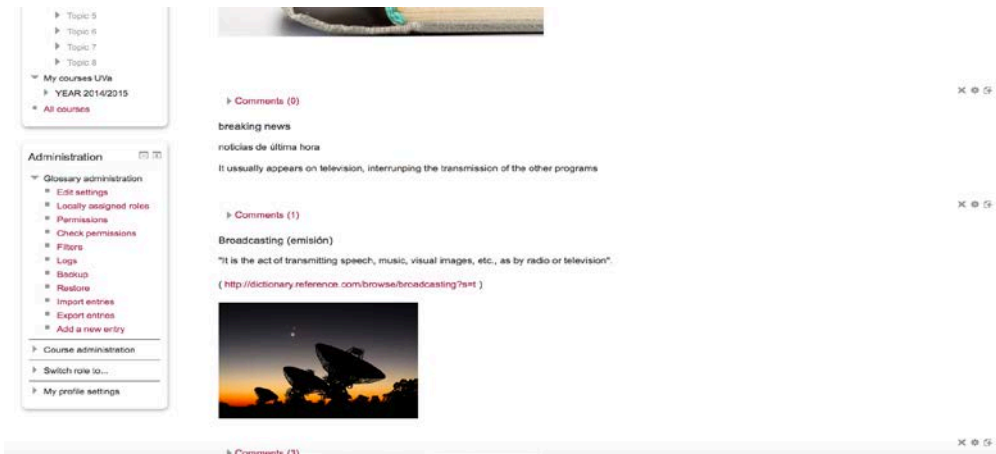 Topic 5
Topic 6
Topic 7
Topic 8
My courses UVa
YEAR 2014/2015
All courses
Administration
Glossary administration
Edit settings
Locally assigned roles
Permissions
Check permissions
Filters
Logs
Backup
Restore
Import entries
Export entries
Add a new entry
Course administration
Switch role to...
My profile settings
Comments (0)
breaking news
noticias de última hora
It ussually appears on television, interrunping the transmission of the other programs
Comments (1)
Broadcasting (emisión)
"It is the act of transmitting speech, music, visual images, etc., as by radio or television".
( http://dictionary.reference.com/browse/broadcasting?s=t )
Comments (3)